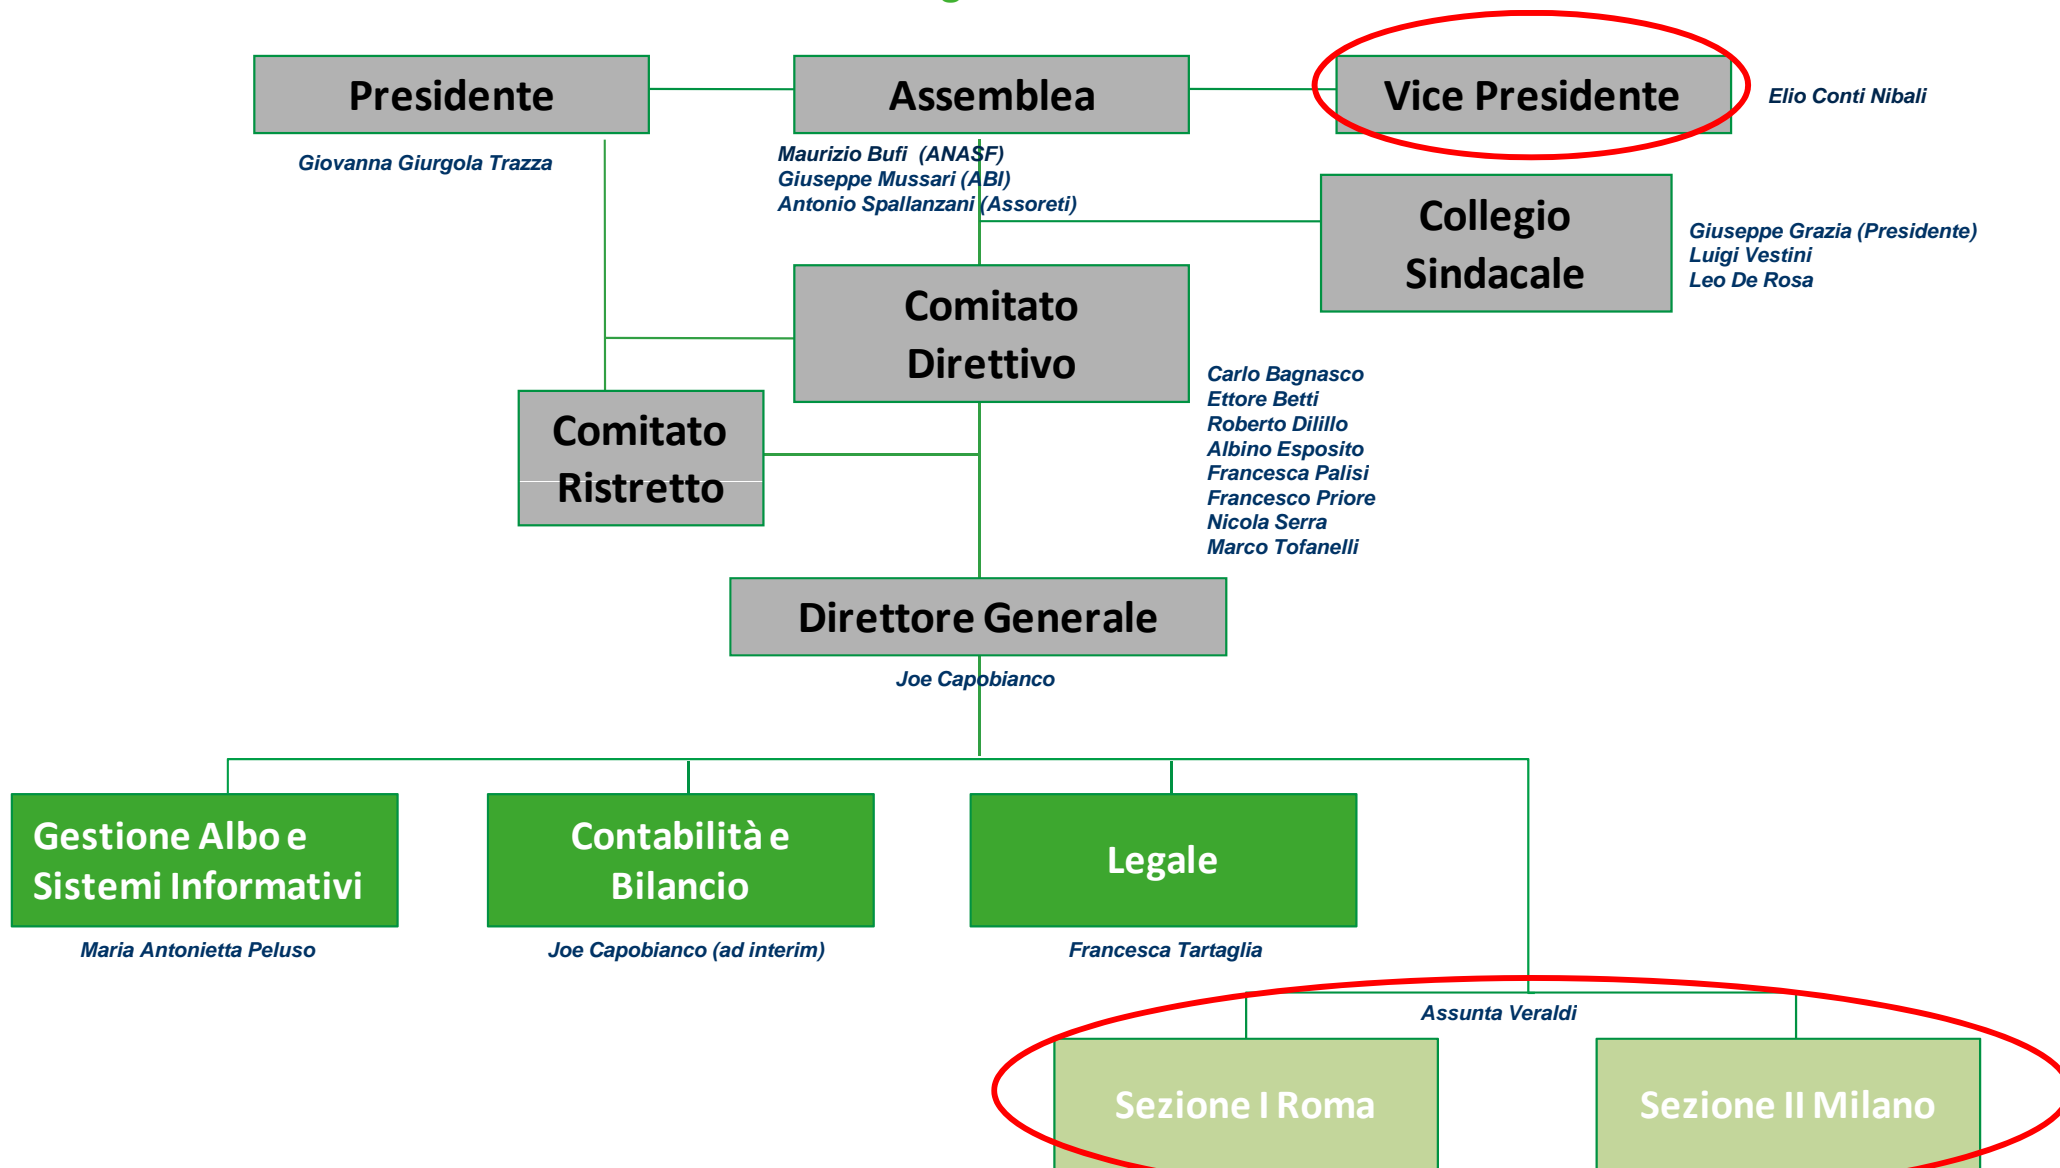 Presidente
Assemblea
Vice Presidente
Elio Conti Nibali
Giovanna Giurgola Trazza
Maurizio Bufi (ANASF)
Giuseppe Mussari (ABI)
Antonio Spallanzani (Assoreti)
Collegio
Sindacale
Giuseppe Grazia (Presidente)
Luigi Vestini
Leo De Rosa
Comitato
Direttivo
Carlo Bagnasco
Ettore Betti
Roberto Dilillo
Albino Esposito
Francesca Palisi
Francesco Priore
Nicola Serra
Marco Tofanelli
Comitato
Ristretto
Direttore Generale
Joe Capobianco
Gestione Albo e
Sistemi Informativi
Contabilità e
Bilancio
Legale
Maria Antonietta Peluso
Joe Capobianco (ad interim)
Francesca Tartaglia
Assunta Veraldi
Sezione I Roma
Sezione II Milano